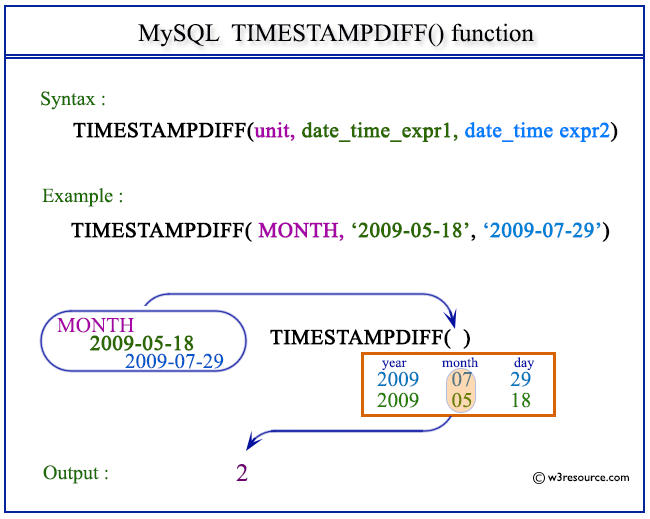 MySQL TIMESTAMPDIFF() function
Syntax :
TIMESTAMPDIFF(unit, date_time_expr1, date_time expr2)
Example :
TIMESTAMPDIFF( MONTH, ‘2009-05-18’, ‘2009-07-29’)
MONTH
2009-05-18
2009-07-29
TIMESTAMPDIFF( )
year month day
2009 07 29
2009 05 18
Output : 2
© w3resource.com